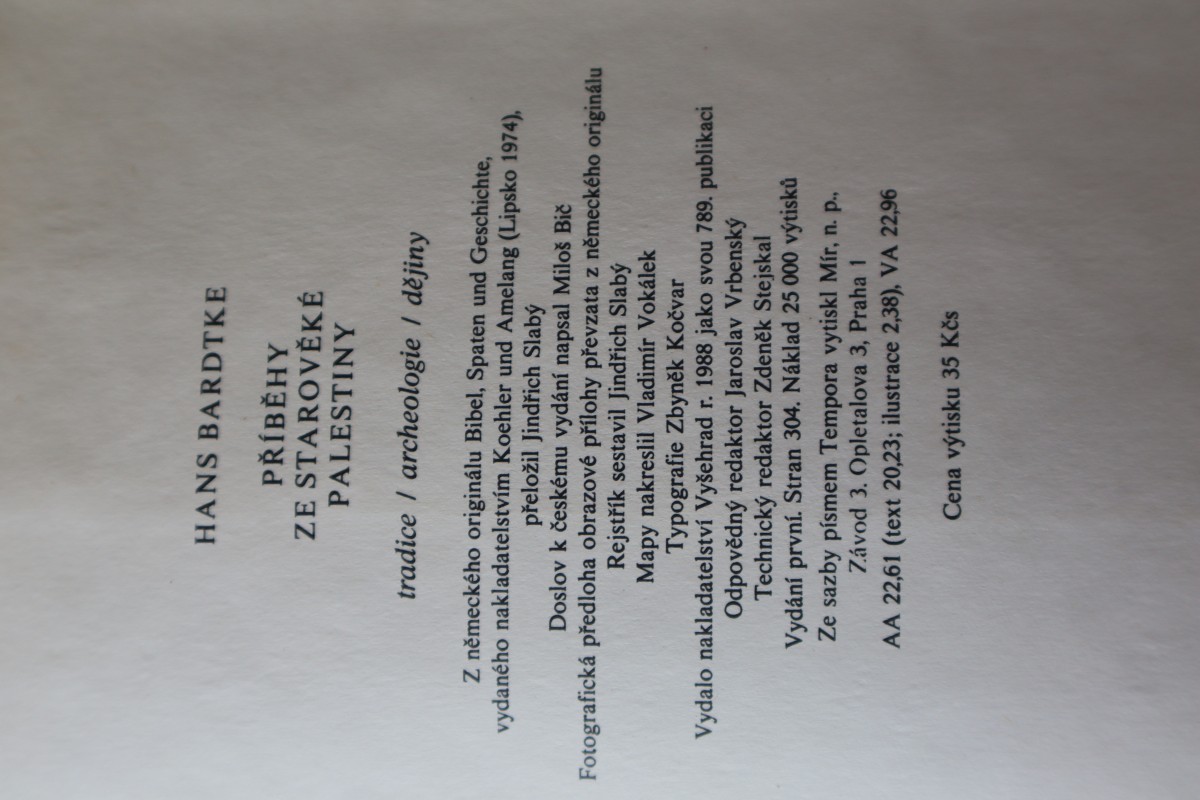 HANS BARDTKE
PŘÍBĚHY
ZE STAROVĚKÉ
PALESTINY
tradice / archeologie / dějiny
Z německého originálu Bibel, Spaten und Geschichte,
vydaného nakladatelstvím Koehler und Amelang (Lipsko 1974),
přeložil Jindřich Slabý
Doslov k českému vydání napsal Miloš Bič
Fotografická předloha obrazové přílohy převzata z německého originálu
Rejstřík sestavil Jindřich Slabý
Mapy nakreslil Vladimír Vokálek
Typografie Zbyněk Kočvar
Vydalo nakladatelství Vyšehrad r. 1988 jako svou 789. publikaci
Odpovědný redaktor Jaroslav Vrbenský
Technický redaktor Zdeněk Stejskal
Vydání první. Stran 304. Náklad 25 000 výtisků
Ze sazby písmem Tempora vytiskl Mír, n. p.,
Závod 3. Opletalova 3, Praha 1
AA 22,61 (text 20,23; ilustrace 2,38), VA 22,96
Cena výtisku 35 Kčs